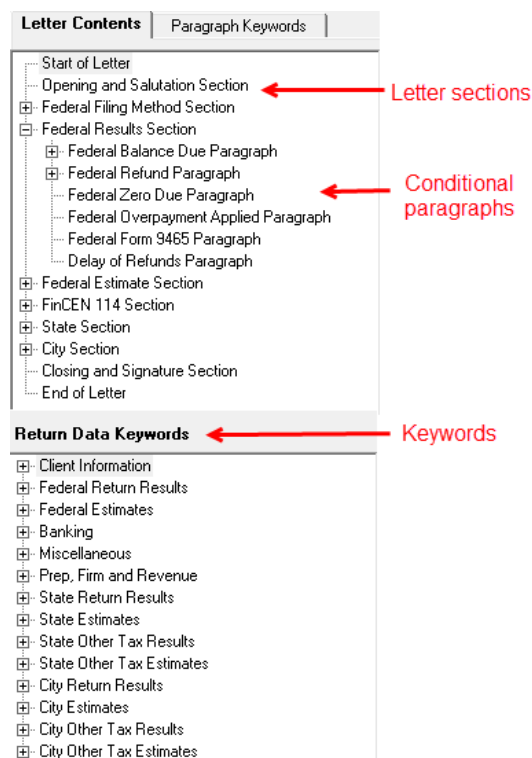 Letter Contents
Paragraph Keywords
Start of Letter
Opening and Salutation Section
Letter sections
Federal Filing Method Section
Federal Results Section
Federal Balance Due Paragraph
Federal Refund Paragraph
Conditional
paragraphs
Federal Zero Due Paragraph
Federal Overpayment Applied Paragraph
Federal Form 9465 Paragraph
Delay of Refunds Paragraph
Federal Estimate Section
FinCEN 114 Section
State Section
City Section
Closing and Signature Section
End of Letter
Return Data Keywords
Keywords
Client Information
Federal Return Results
Federal Estimates
Banking
Miscellaneous
Prep, Firm and Revenue
State Return Results
State Estimates
State Other Tax Results
State Other Tax Estimates
City Return Results
City Estimates
City Other Tax Results
City Other Tax Estimates